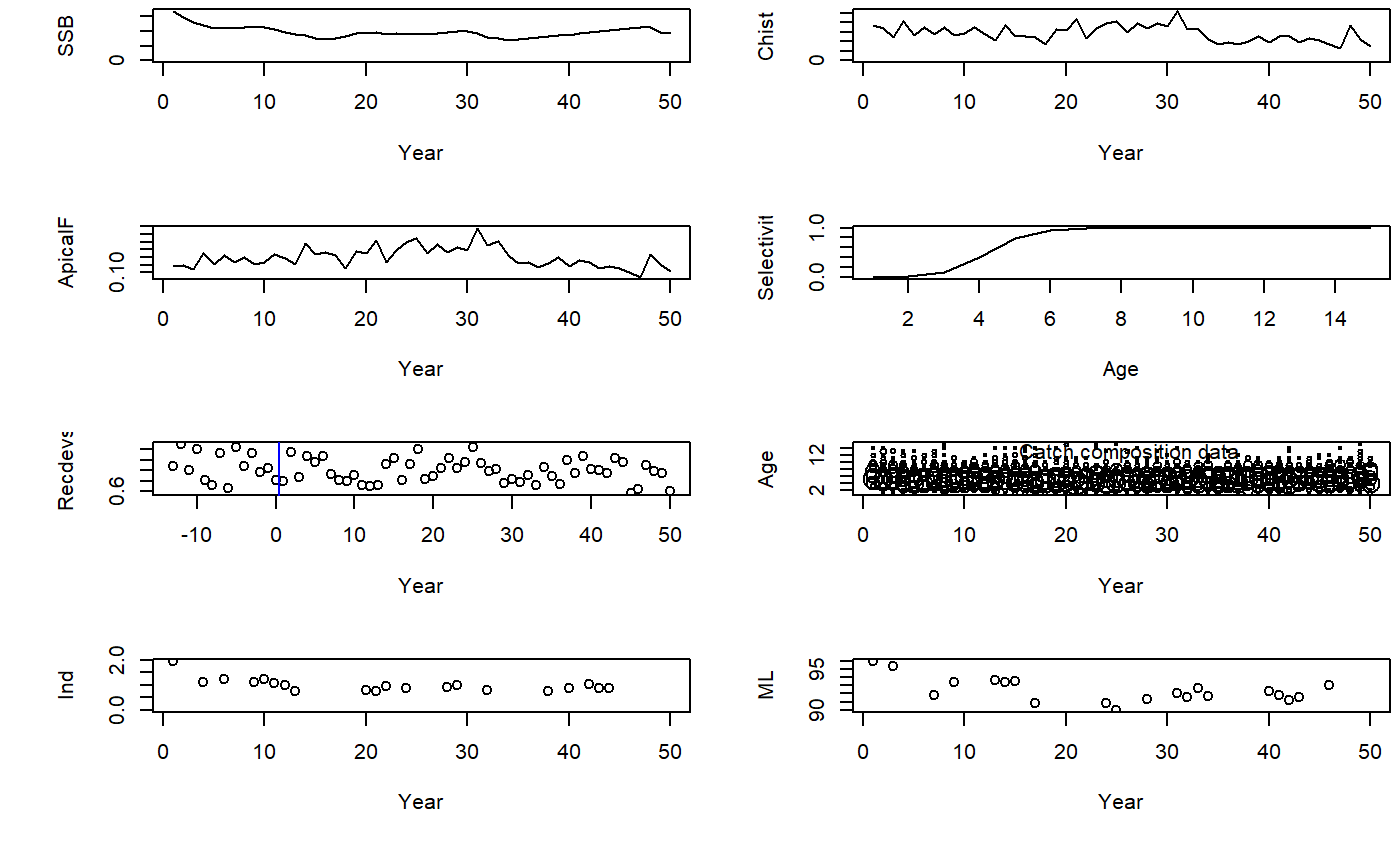 SSB
0
0 10 20 30 40 50
Year
Chist
0
0 10 20 30 40 50
Year
ApicalF
0.10
0 10 20 30 40 50
Year
Selectivit
0.0 1.0
2 4 6 8 10 12 14
Age
Recdevs
0.6
-10 0 10 20 30 40 50
Year
Age
2 12
Catch composition data
0 10 20 30 40 50
Year
Ind
0.0 2.0
0 10 20 30 40 50
Year
ML
90 95
0 10 20 30 40 50
Year